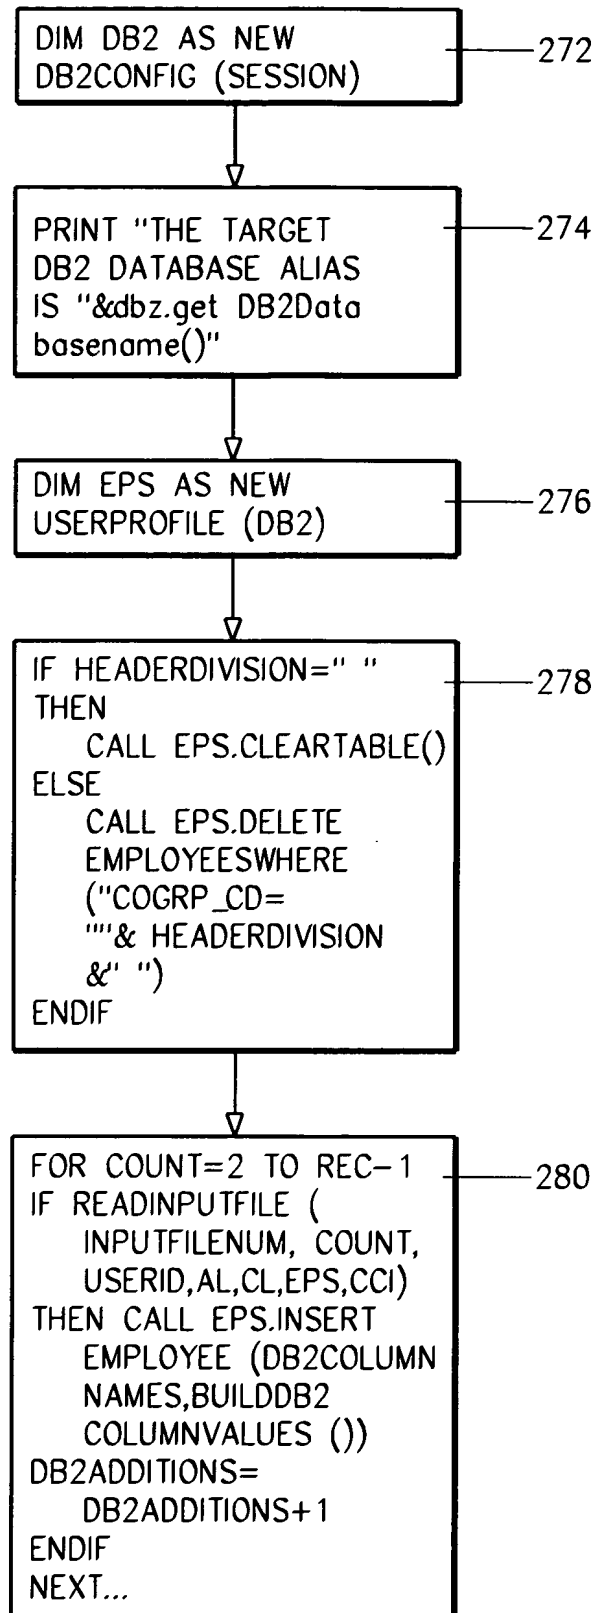 DIM DB2 AS NEW
DB2CONFIG (SESSION)
272
PRINT "THE TARGET
DB2 DATABASE ALIAS
IS "&dbz.get DB2Data
basename()"
274
DIM EPS AS NEW
USERPROFILE (DB2)
276
IF HEADERDIVISION=" "
THEN
CALL EPS.CLEARTABLE()
ELSE
CALL EPS.DELETE
EMPLOYEESWHERE
("COGRP_CD=
"""& HEADERDIVISION
&" ")
ENDIF
278
FOR COUNT=2 TO REC-1
IF READINPUTFILE (
INPUTFILENUM, COUNT,
USERID,AL,CL,EPS,CCI)
THEN CALL EPS.INSERT
EMPLOYEE (DB2COLUMN
NAMES,BUILDDB2
COLUMNVALUES ())
DB2ADDITIONS=
DB2ADDITIONS+1
ENDIF
NEXT...
280